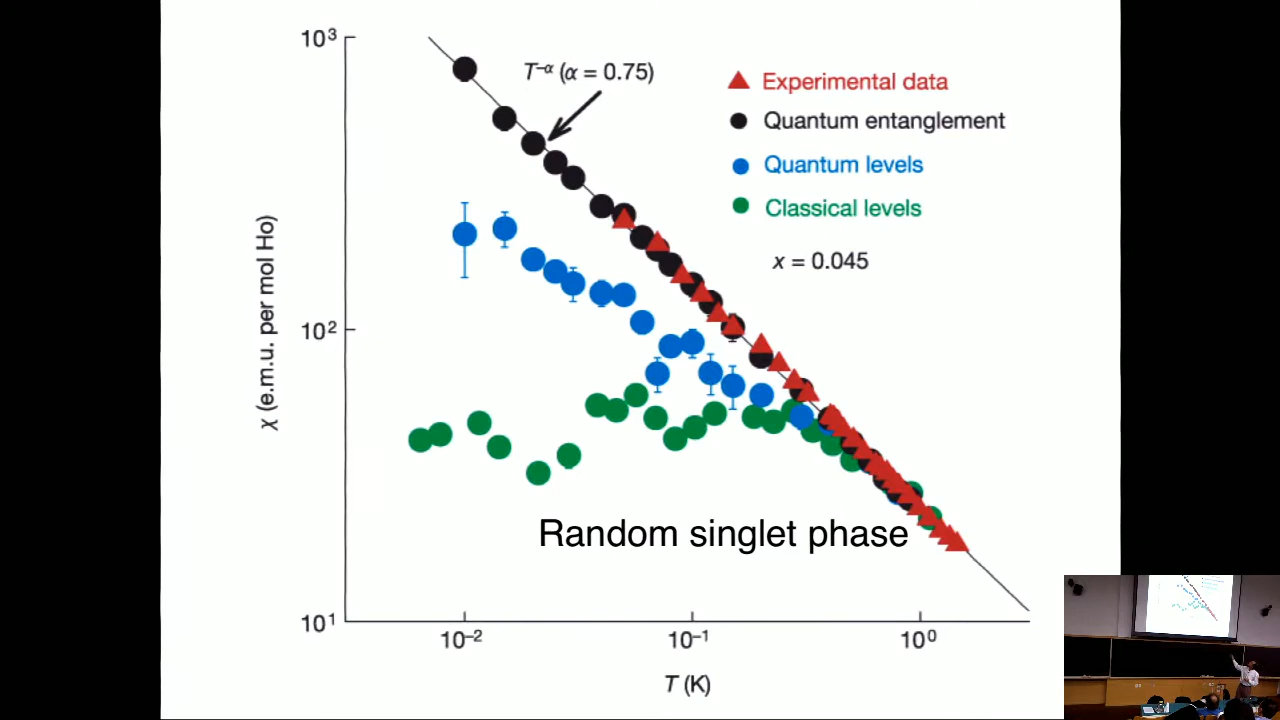 10³
T⁻ᵅ (α = 0.75)
Experimental data
Quantum entanglement
Quantum levels
Classical levels
x = 0.045
χ (e.m.u. per mol Ho)
10²
Random singlet phase
10¹
10⁻²
10⁻¹
10⁰
T (K)